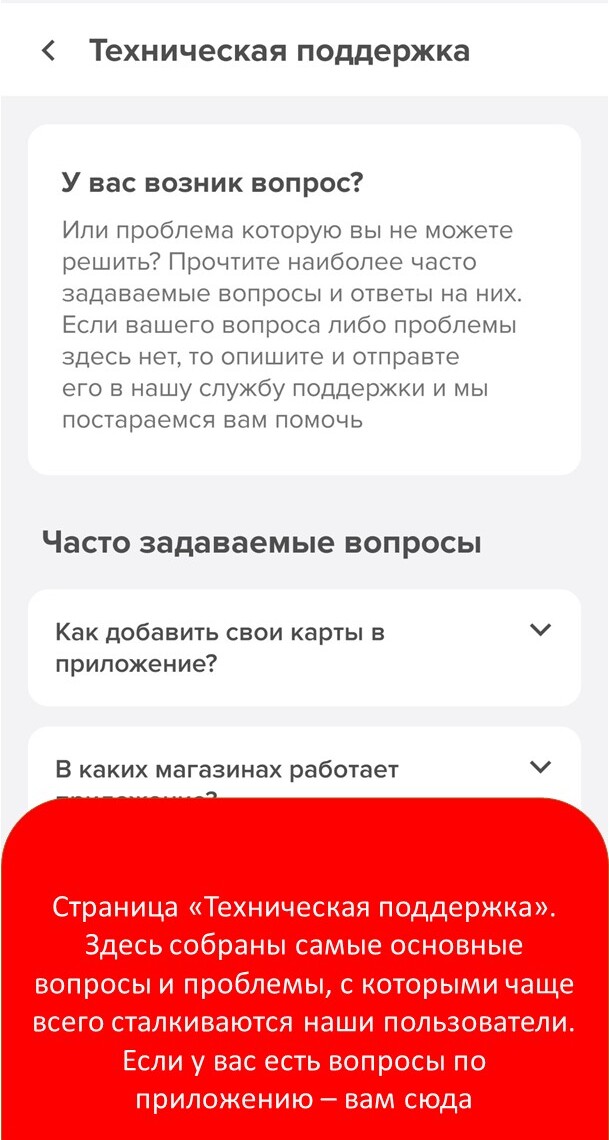 Техническая поддержка
У вас возник вопрос?
Или проблема которую вы не можете
решить? Прочтите наиболее часто
задаваемые вопросы и ответы на них.
Если вашего вопроса либо проблемы
здесь нет, то опишите и отправте
его в нашу службу поддержки и мы
постараемся вам помочь
Часто задаваемые вопросы
Как добавить свои карты в
приложение?
В каких магазинах работает
приложение?
Страница «Техническая поддержка».
Здесь собраны самые основные
вопросы и проблемы, с которыми чаще
всего сталкиваются наши пользователи.
Если у вас есть вопросы по
приложению – вам сюда